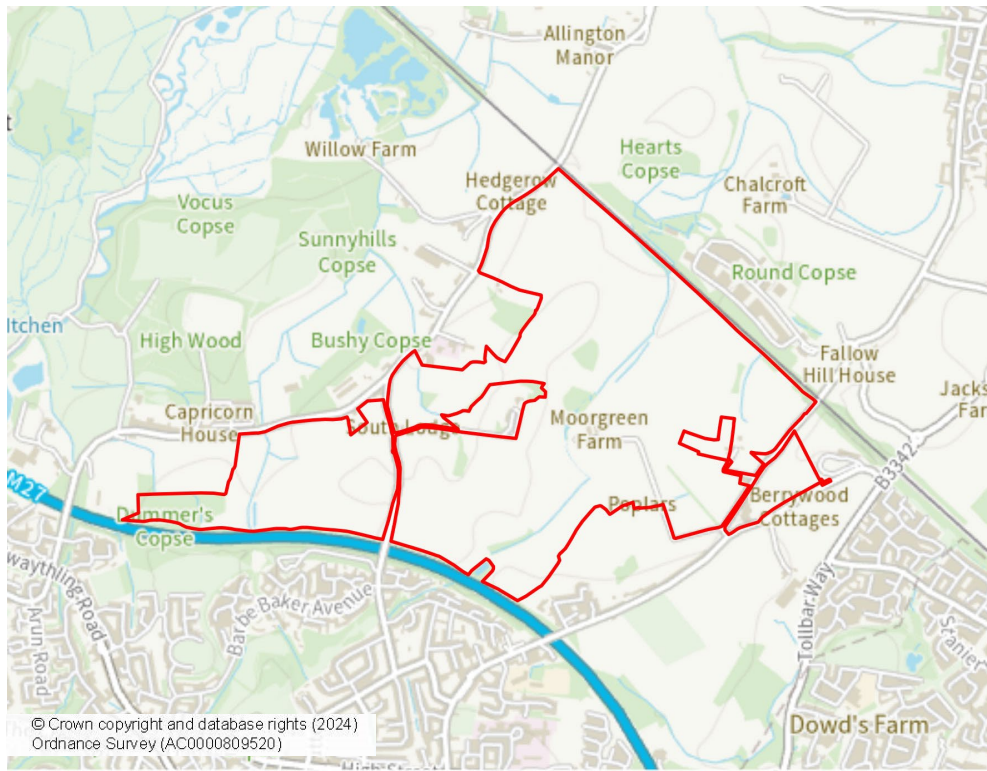 Allington
Manor
Willow Farm
Hearts
Copse
Hedgerow
Cottage
Chalcroft
Farm
Vocus
Copse
Sunnyhills
Copse
Round Copse
Itchen
High Wood
Bushy Copse
Fallow
Hill House
Capricorn
House
South Lodge
Moorgreen
Farm
M27
B3342
Poplars
Berrywood
Cottages
Dummer's
Copse
Barbe Baker Avenue
Arun Road
Tollbar Way
Dowd's Farm
© Crown copyright and database rights (2024)
Ordnance Survey (AC0000809520)
High Street